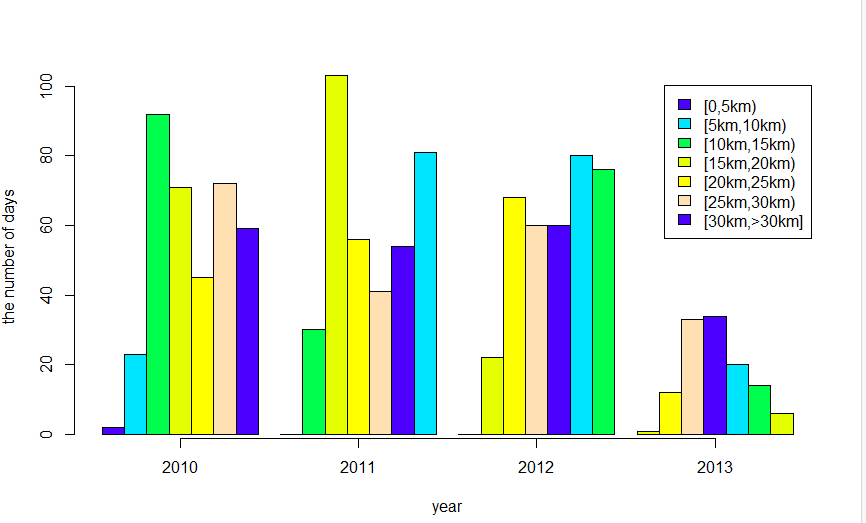 the number of days
100
80
60
40
20
0
[0,5km)
[5km,10km)
[10km,15km)
[15km,20km)
[20km,25km)
[25km,30km)
[30km,>30km]
2010 2011 2012 2013
year